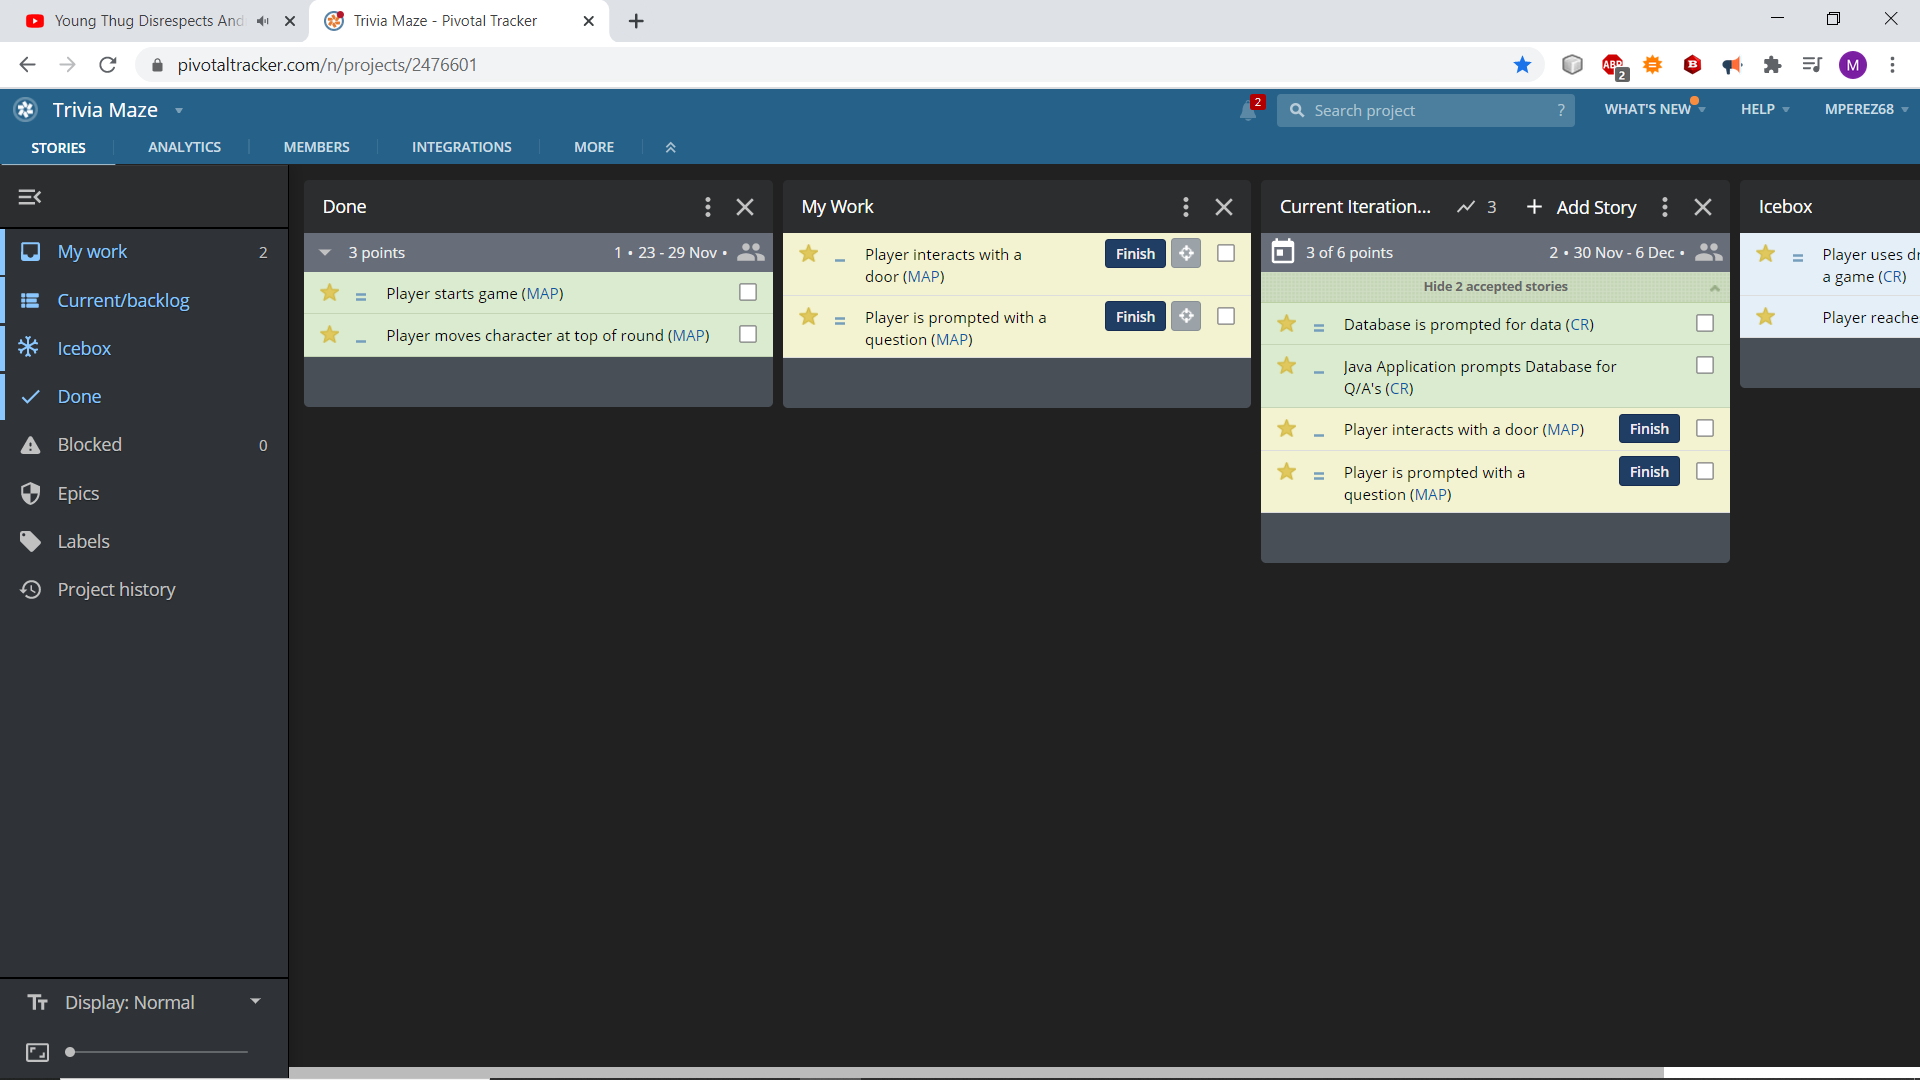 Young Thug Disrespects And
Trivia Maze - Pivotal Tracker
pivotaltracker.com/n/projects/2476601
ABP
2
B
M
Trivia Maze
2
Search project
?
WHAT'S NEW
HELP
MPEREZ68
STORIES
ANALYTICS
MEMBERS
INTEGRATIONS
MORE
My work
2
Current/backlog
Icebox
Done
Blocked
0
Epics
Labels
Project history
Display: Normal
Done
3 points
1 • 23 - 29 Nov •
Player starts game (MAP)
Player moves character at top of round (MAP)
My Work
Player interacts with a
door (MAP)
Finish
Player is prompted with a
question (MAP)
Finish
Current Iteration...
3
Add Story
3 of 6 points
2 • 30 Nov - 6 Dec •
Hide 2 accepted stories
Database is prompted for data (CR)
Java Application prompts Database for
Q/A's (CR)
Player interacts with a door (MAP)
Finish
Player is prompted with a
question (MAP)
Finish
Icebox
Player uses dr
a game (CR)
Player reache